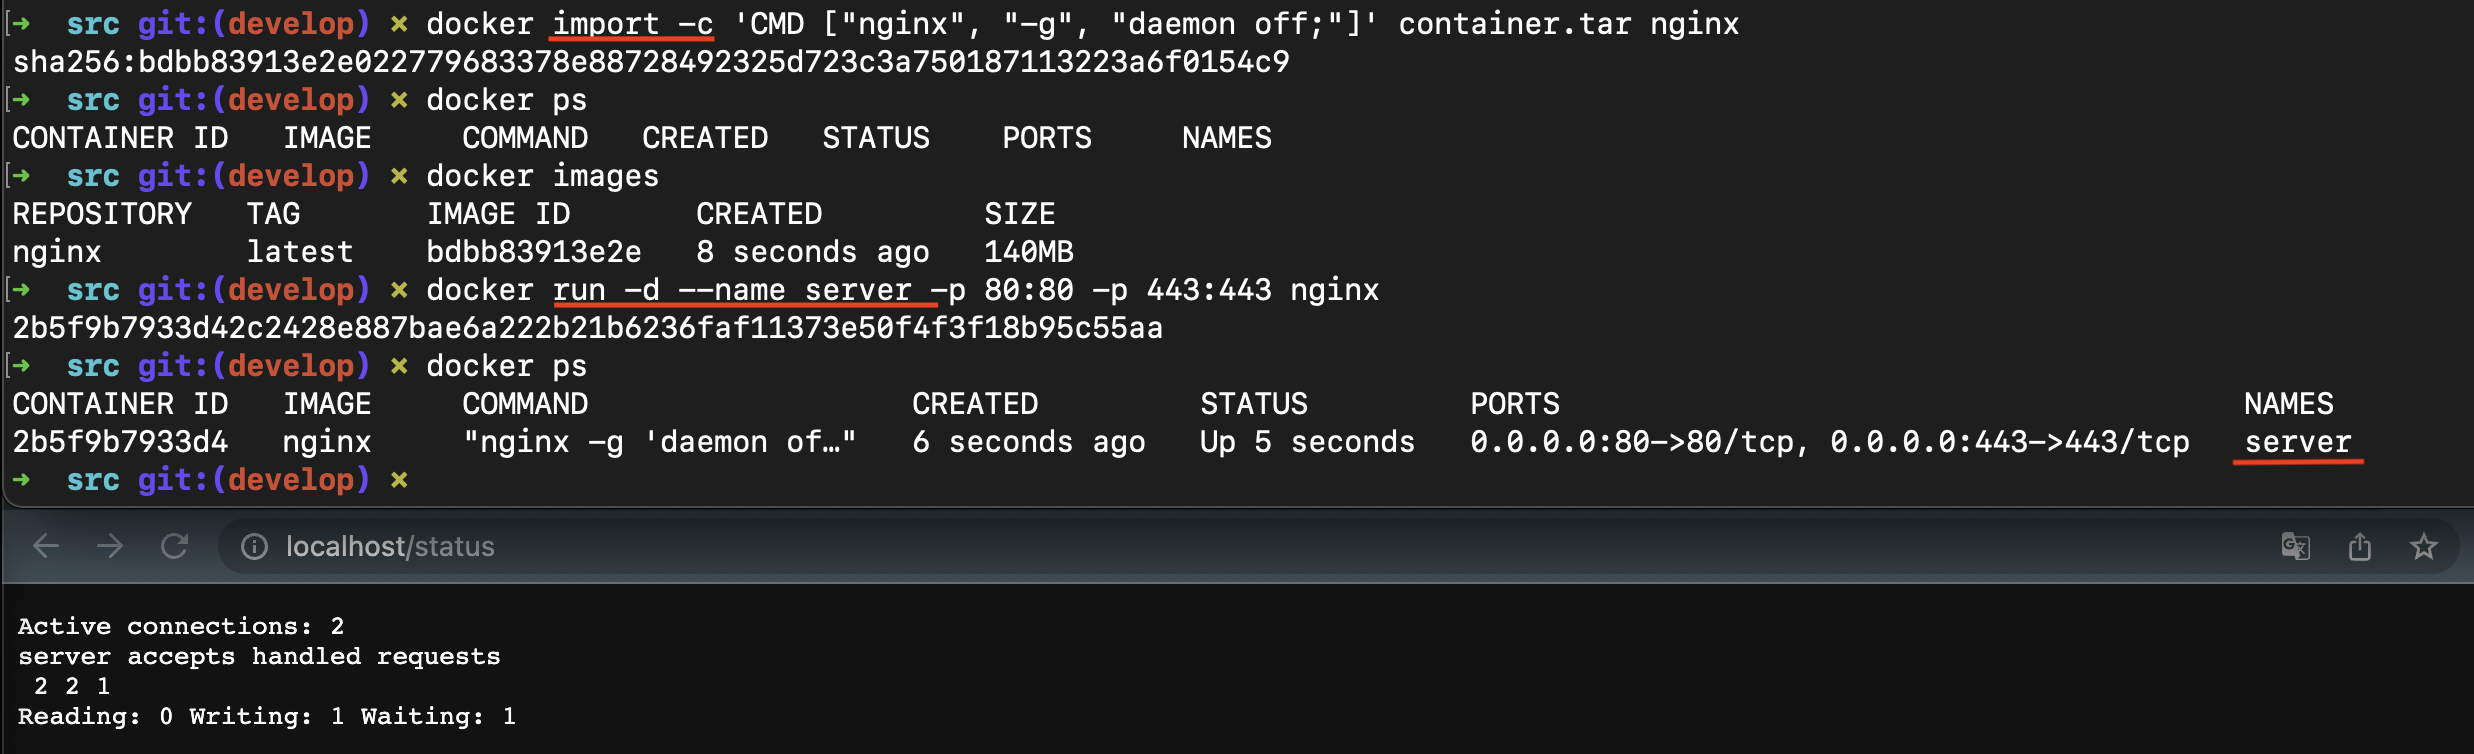 [➜  src git:(develop) ✗ docker import -c 'CMD ["nginx", "-g", "daemon off;"]' container.tar nginx
sha256:bdbb83913e2e022779683378e88728492325d723c3a750187113223a6f0154c9
[➜  src git:(develop) ✗ docker ps
CONTAINER ID   IMAGE     COMMAND   CREATED   STATUS    PORTS     NAMES
[➜  src git:(develop) ✗ docker images
REPOSITORY   TAG       IMAGE ID       CREATED         SIZE
nginx        latest    bdbb83913e2e   8 seconds ago   140MB
[➜  src git:(develop) ✗ docker run -d --name server -p 80:80 -p 443:443 nginx
2b5f9b7933d42c2428e887bae6a222b21b6236faf11373e50f4f3f18b95c55aa
[➜  src git:(develop) ✗ docker ps
CONTAINER ID   IMAGE     COMMAND                  CREATED         STATUS         PORTS                                      NAMES
2b5f9b7933d4   nginx     "nginx -g 'daemon of…"   6 seconds ago   Up 5 seconds   0.0.0.0:80->80/tcp, 0.0.0.0:443->443/tcp   server
➜  src git:(develop) ✗
localhost/status
Active connections: 2
server accepts handled requests
 2 2 1
Reading: 0 Writing: 1 Waiting: 1